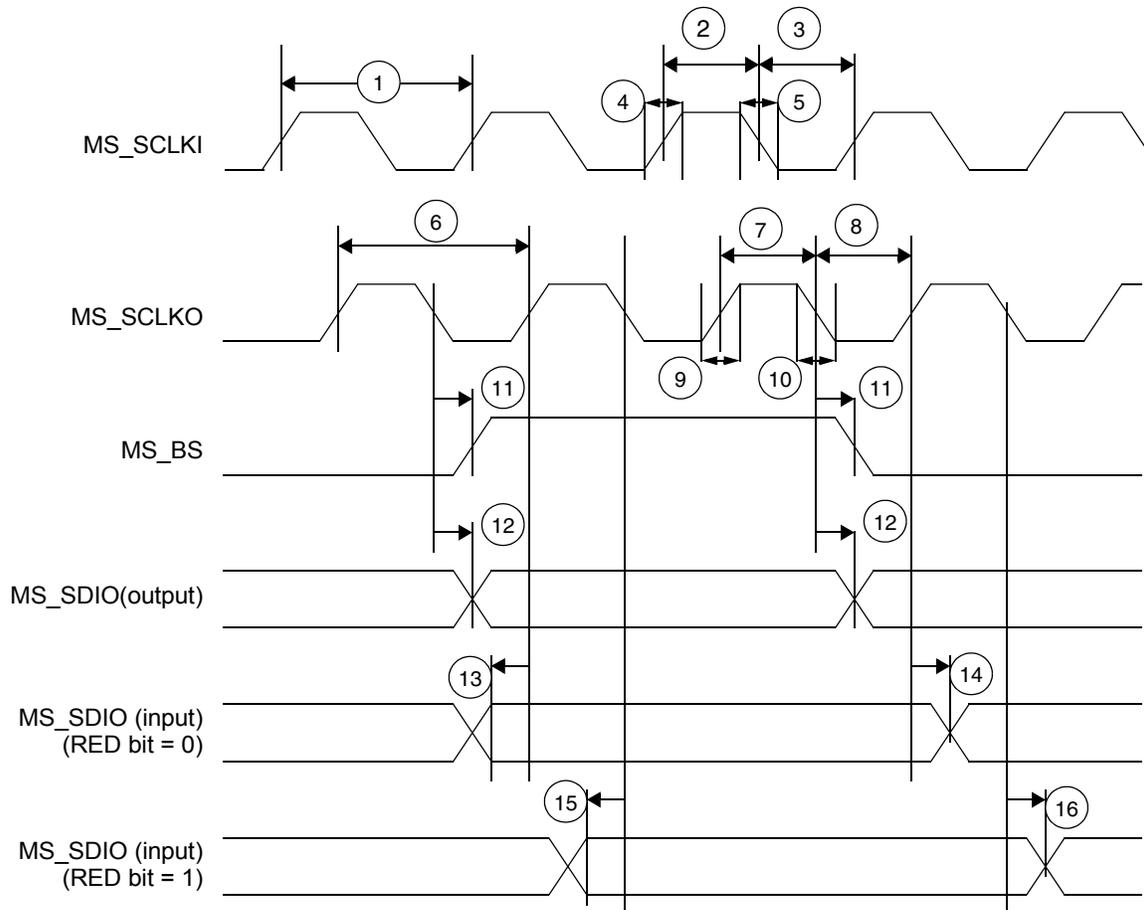 2
3
1
4
5
MS_SCLKI
6
7
8
MS_SCLKO
9
10
11
11
MS_BS
12
12
MS_SDIO(output)
13
14
MS_SDIO (input)
(RED bit = 0)
15
16
MS_SDIO (input)
(RED bit = 1)